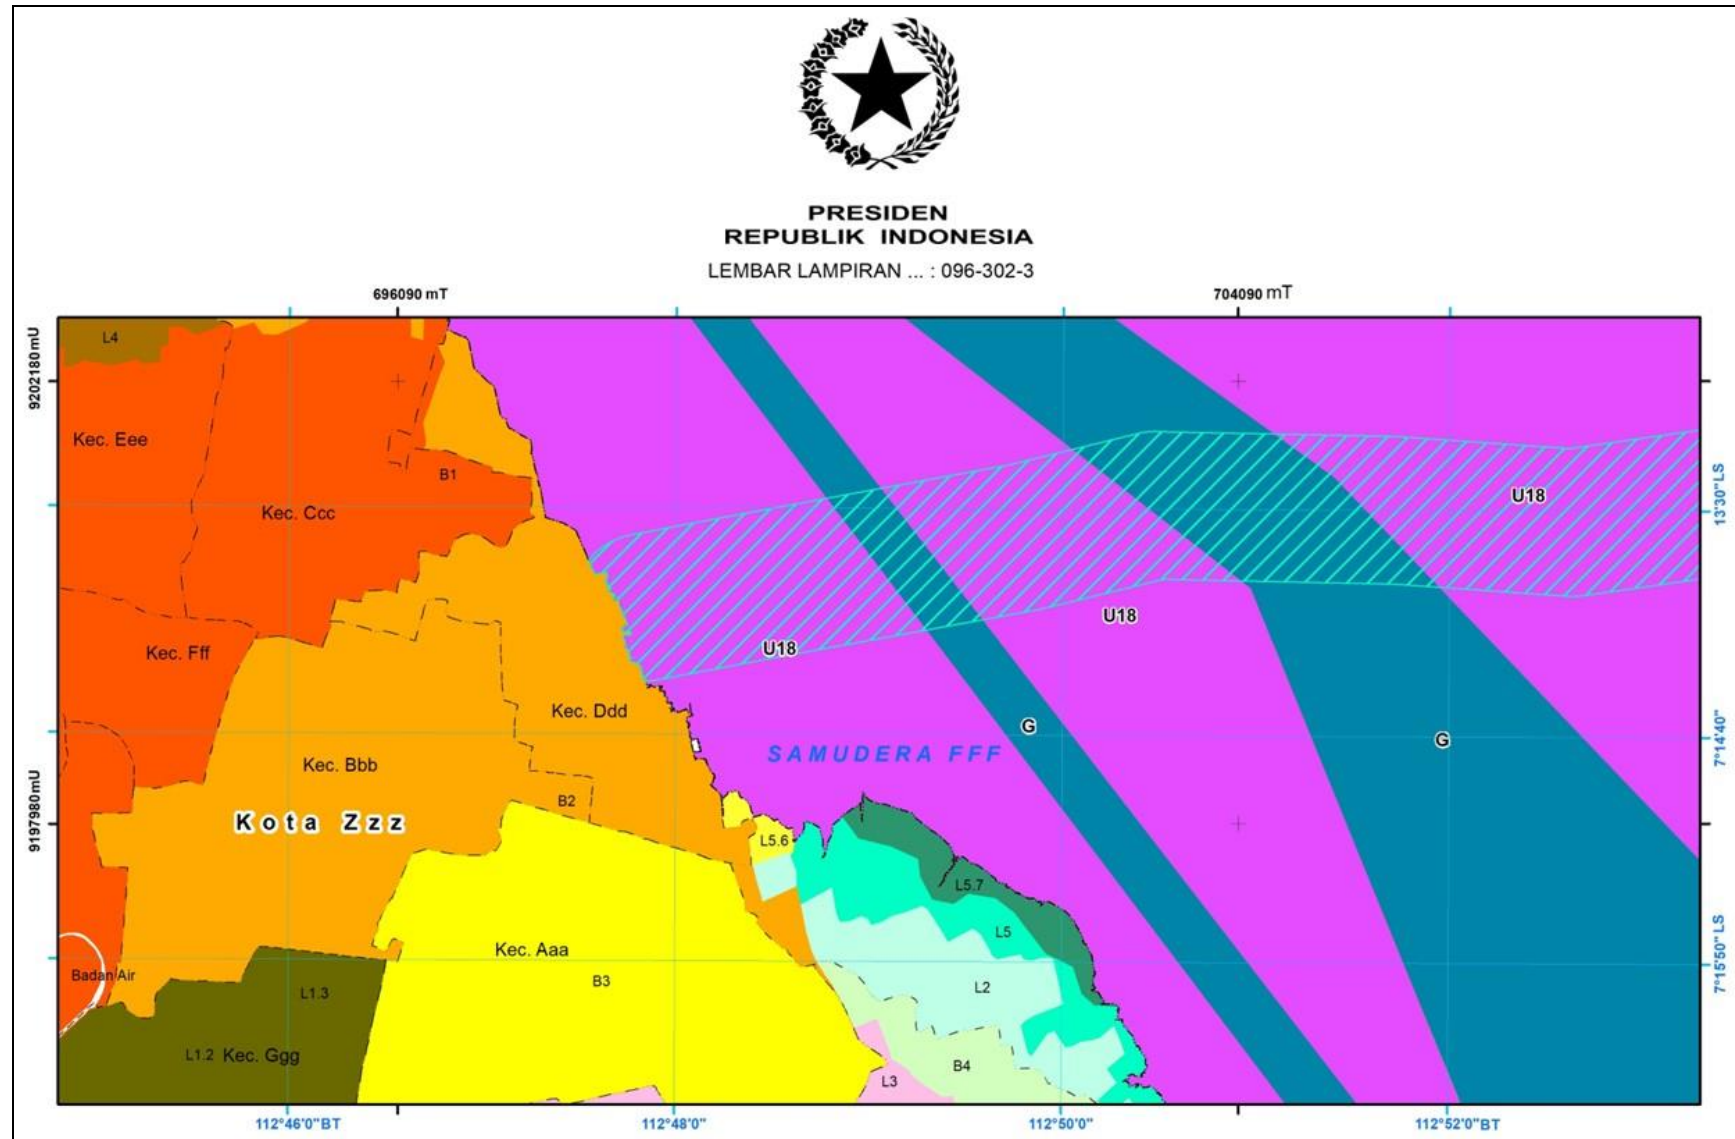 PRESIDEN
REPUBLIK INDONESIA
LEMBAR LAMPIRAN ... : 096-302-3
696090 mT
704090 mT
9202180mU
L4
Kec. Eee
B1
Kec. Ccc
U18
13'30"LS
Kec. Fff
U18
U18
Kec. Ddd
G
G
7°14'40"
SAMUDERA FFF
Kec. Bbb
B2
9197980mU
Kota Zzz
L5.6
L5.7
L5
Kec. Aaa
7°15'50" LS
Badan Air
B3
L2
L1.3
L1.2
Kec. Ggg
B4
L3
112°46'0"BT
112°48'0"
112°50'0"
112°52'0"BT